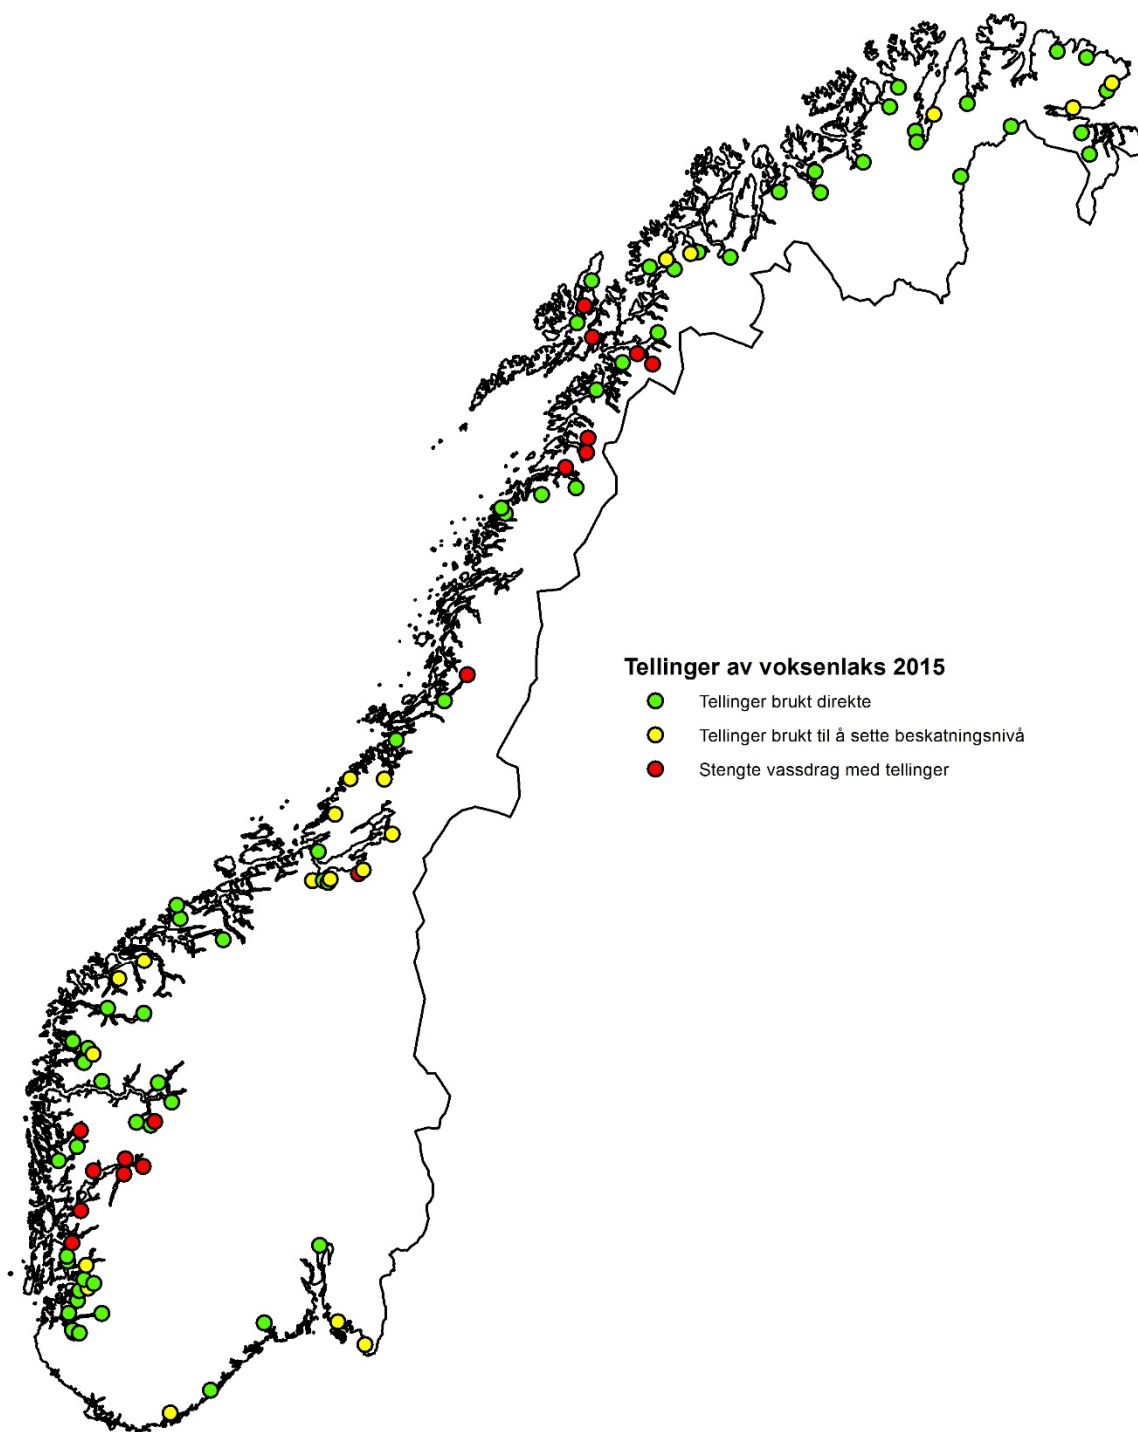 Tellinger av voksenlaks 2015
Tellinger brukt direkte
Tellinger brukt til å sette beskatningsnivå
Stengte vassdrag med tellinger